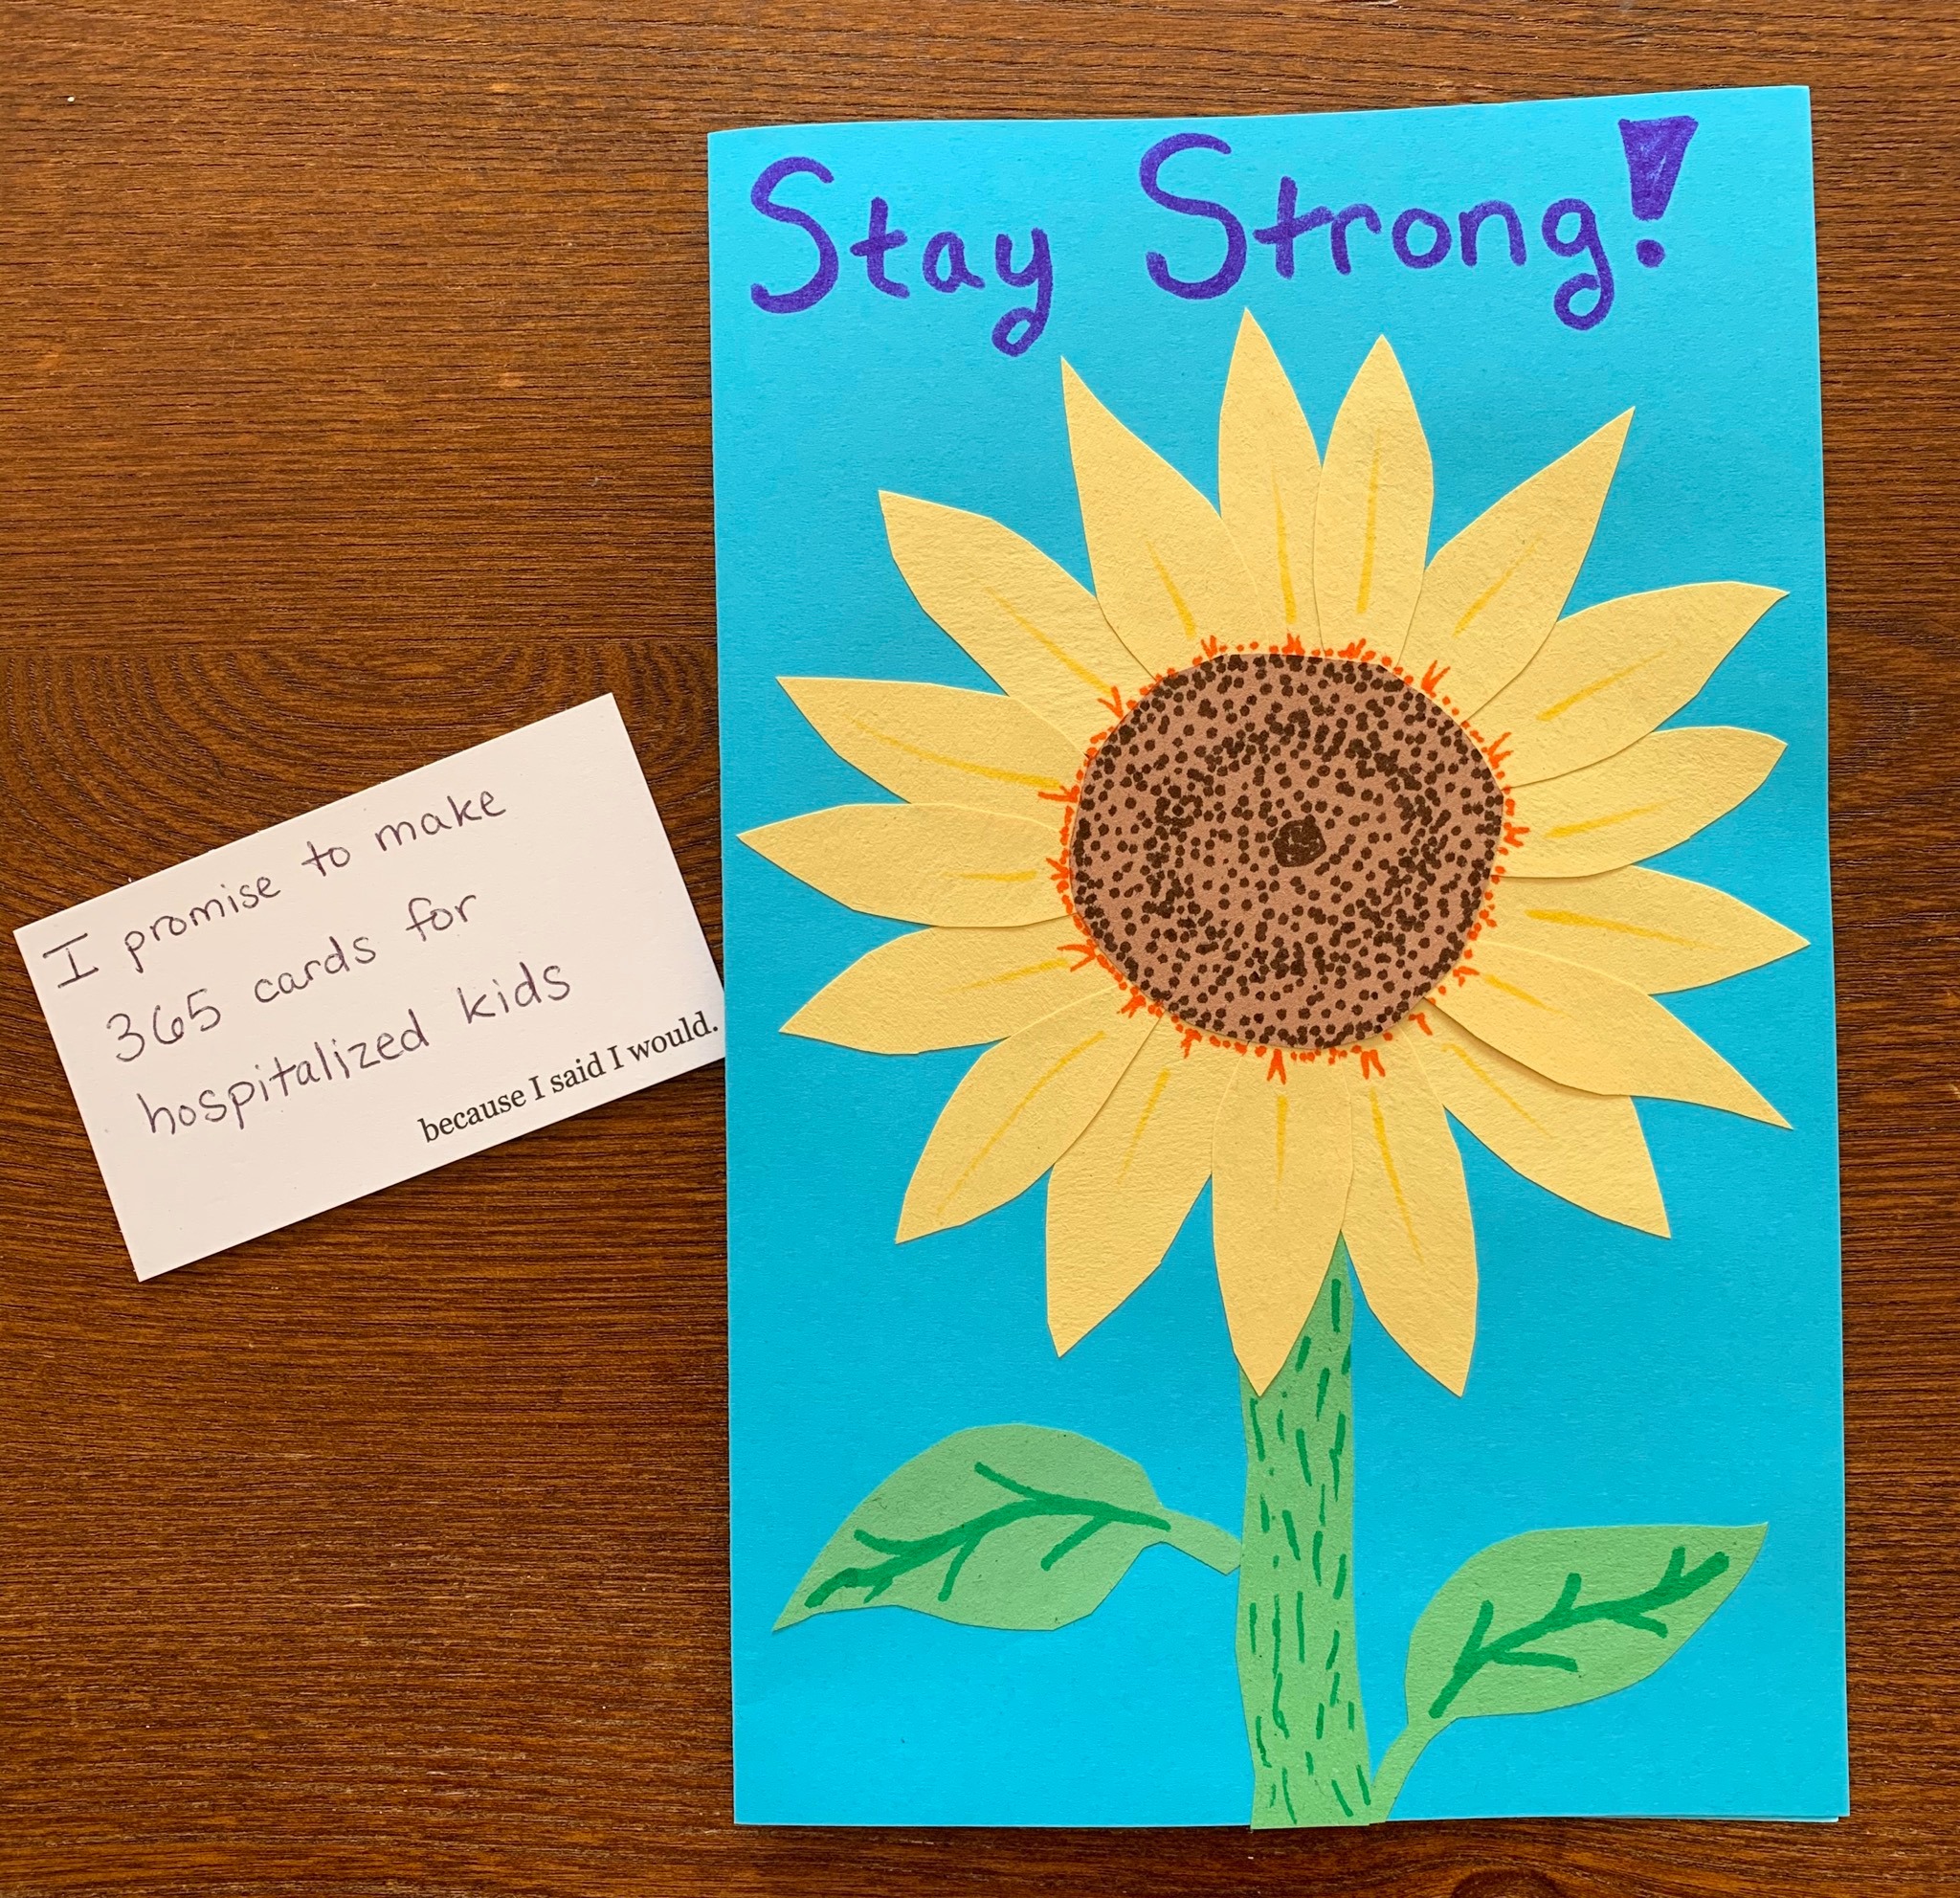 I promise to make
365 cards for
hospitalized kids
because I said I would.
Stay Strong!